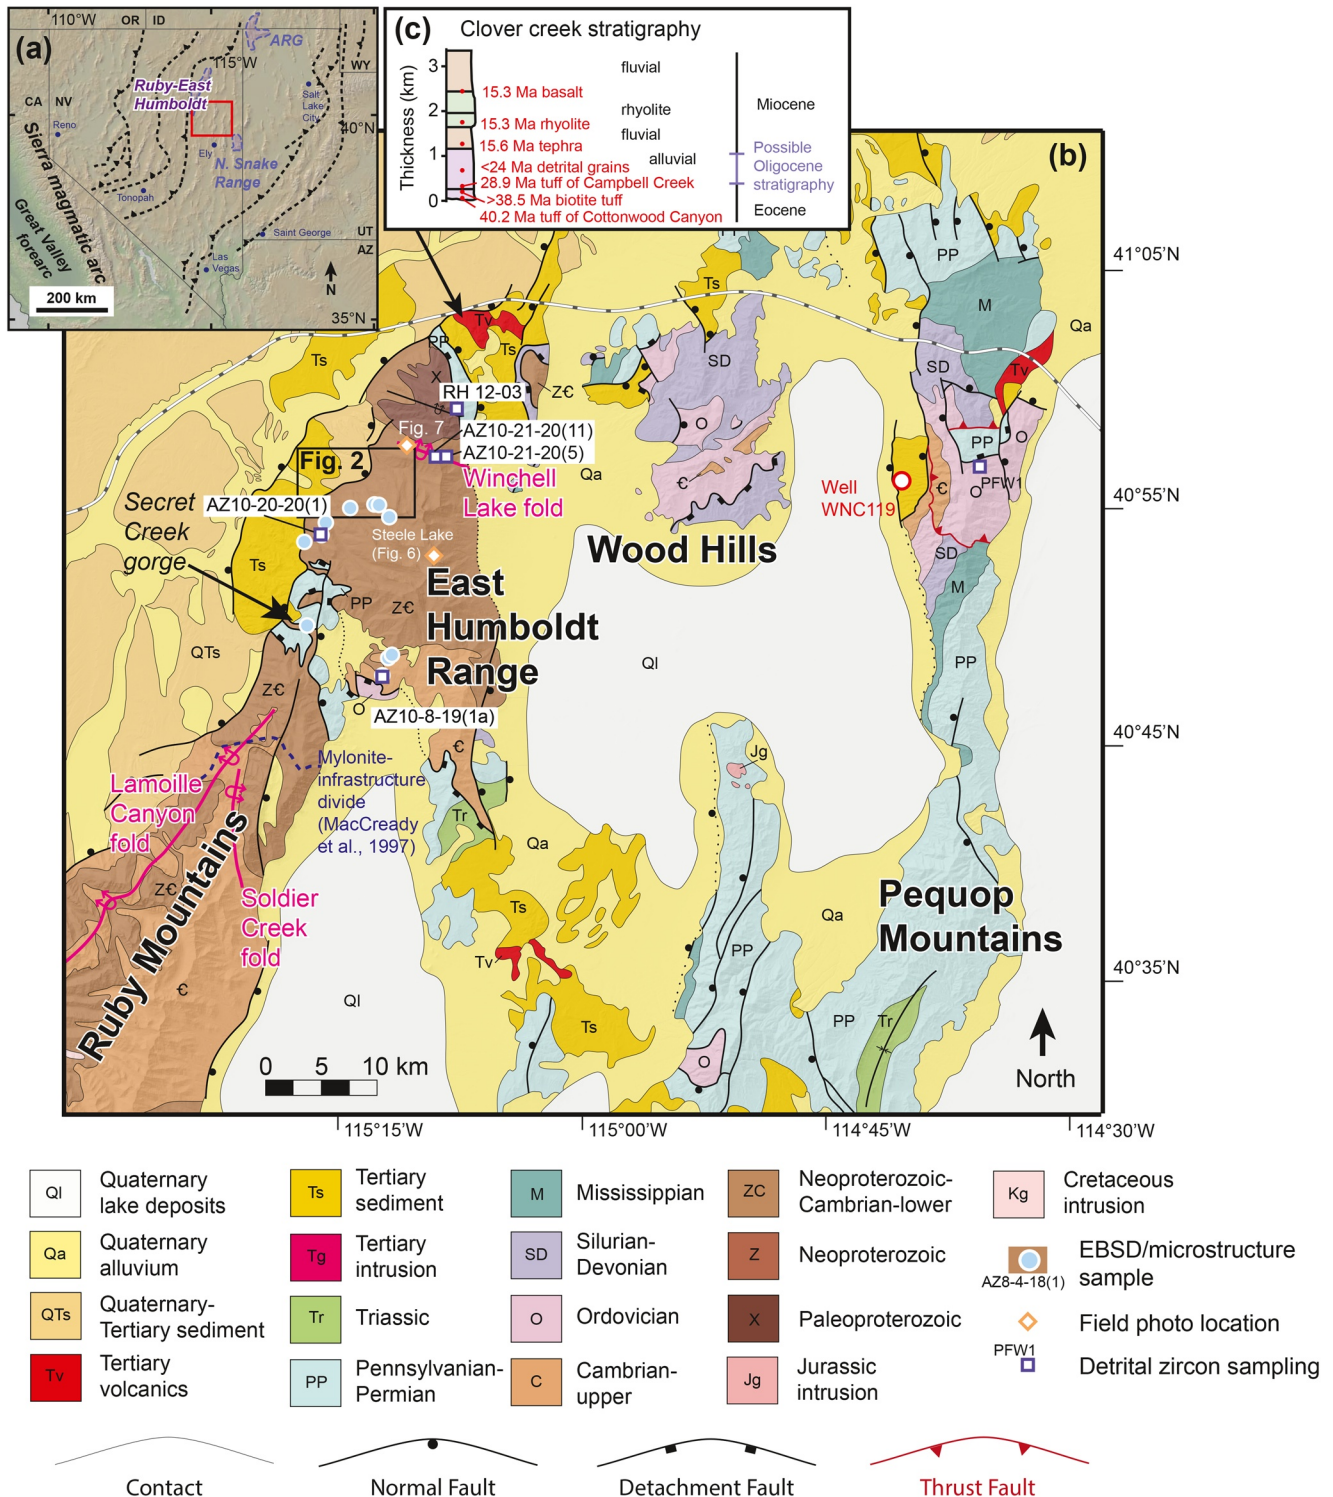 (a)
110°W
OR
ID
ARG
115°W
WY
Ruby-East
Humboldt
CA
NV
Reno
Salt
Lake
City
40°N
Ely
N. Snake
Range
Tonopah
Sierra magmatic arc
Great Valley
forearc
Saint George
UT
AZ
Las
Vegas
N
200 km
35°N
(c)
Clover creek stratigraphy
Thickness (km)
3
2
1
0
15.3 Ma basalt
15.3 Ma rhyolite
15.6 Ma tephra
<24 Ma detrital grains
28.9 Ma tuff of Campbell Creek
>38.5 Ma biotite tuff
40.2 Ma tuff of Cottonwood Canyon
fluvial
rhyolite
fluvial
alluvial
Miocene
Possible
Oligocene
stratigraphy
Eocene
(b)
41°05'N
40°55'N
40°45'N
40°35'N
PP
M
Qa
Ts
Tv
PP
Ts
Ts
X
SD
SD
Tv
ZЄ
RH 12-03
O
O
PP
Fig. 7
AZ10-21-20(11)
AZ10-21-20(5)
Fig. 2
Qa
Winchell
Lake fold
Є
Є
O
PFW1
Well
WNC119
Secret
Creek
gorge
AZ10-20-20(1)
Steele Lake
(Fig. 6)
Wood Hills
SD
M
Ts
PP
ZЄ
East
Humboldt
Range
QTs
Ql
PP
ZЄ
O
AZ10-8-19(1a)
Є
Jg
Mylonite-
infrastructure
divide
(MacCready
et al., 1997)
Lamoille
Canyon
fold
Tr
Qa
ZЄ
Ruby Mountains
Soldier
Creek
fold
Ts
Qa
Pequop
Mountains
PP
Tv
Є
Ql
Ts
PP
Tr
O
0
5
10 km
North
115°15'W
115°00'W
114°45'W
114°30'W
Ql
Quaternary
lake deposits
Qa
Quaternary
alluvium
QTs
Quaternary-
Tertiary sediment
Tv
Tertiary
volcanics
Ts
Tertiary
sediment
Tg
Tertiary
intrusion
Tr
Triassic
PP
Pennsylvanian-
Permian
M
Mississippian
SD
Silurian-
Devonian
O
Ordovician
C
Cambrian-
upper
ZC
Neoproterozoic-
Cambrian-lower
Z
Neoproterozoic
X
Paleoproterozoic
Jg
Jurassic
intrusion
Kg
Cretaceous
intrusion
AZ8-4-18(1)
EBSD/microstructure
sample
Field photo location
PFW1
Detrital zircon sampling
Contact
Normal Fault
Detachment Fault
Thrust Fault